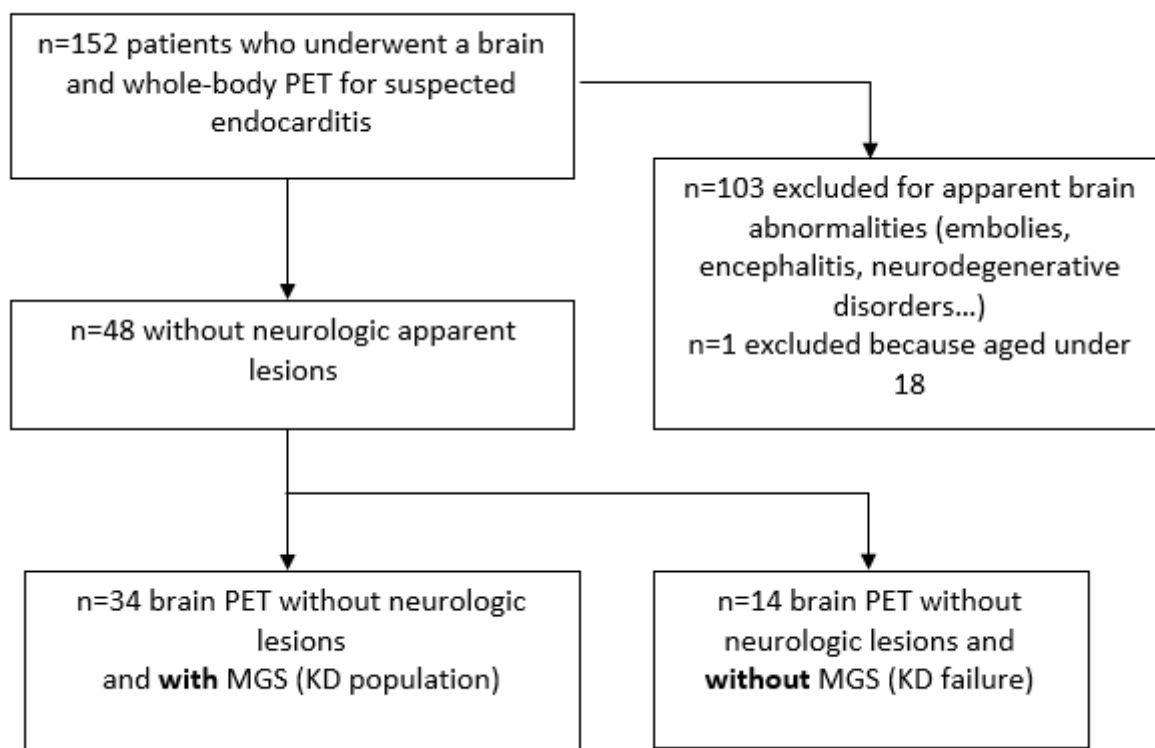 n=152 patients who underwent a brain
and whole-body PET for suspected
endocarditis
n=103 excluded for apparent brain
abnormalities (embolies,
encephalitis, neurodegenerative
disorders…)
n=1 excluded because aged under
18
n=48 without neurologic apparent
lesions
n=34 brain PET without neurologic
lesions
and with MGS (KD population)
n=14 brain PET without
neurologic lesions and
without MGS (KD failure)